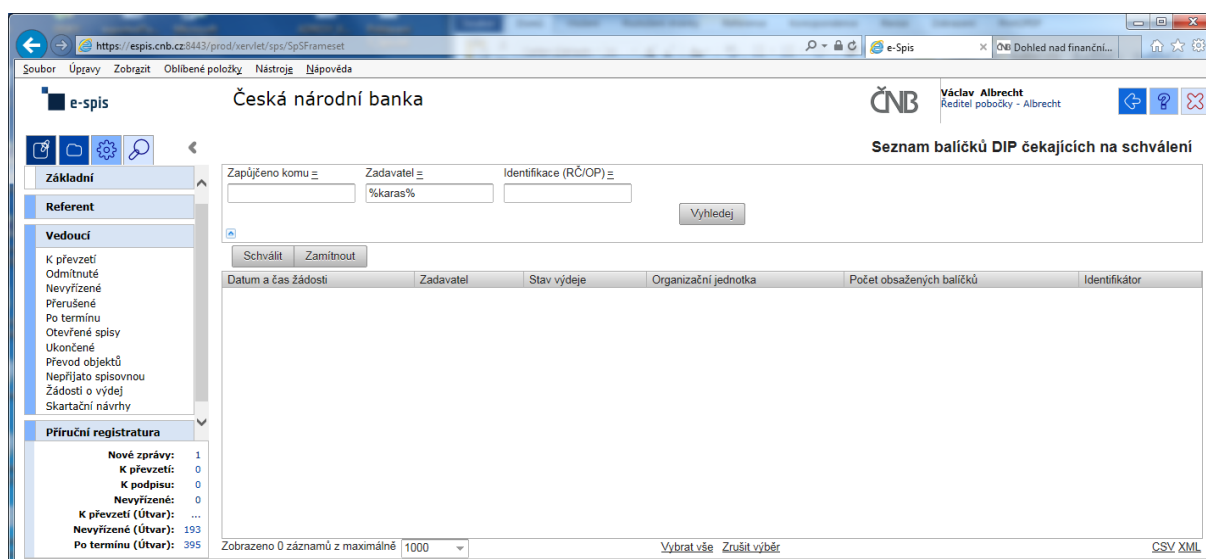 https://espis.cnb.cz:8443/prod/xervlet/sps/SpSFrameset
e-Spis
ČNB Dohled nad finanční...
Soubor Úpravy Zobrazit Oblíbené položky Nástroje Nápověda
e-spis
Česká národní banka
ČNB
Václav Albrecht
Ředitel pobočky - Albrecht
Seznam balíčků DIP čekajících na schválení
Základní
Referent
Vedoucí
K převzetí
Odmítnuté
Nevyřízené
Přerušené
Po termínu
Otevřené spisy
Ukončené
Převod objektů
Nepřijato spisovnou
Žádosti o výdej
Skartační návrhy
Příruční registratura
Nové zprávy: 1
K převzetí: 0
K podpisu: 0
Nevyřízené: 0
K převzetí (Útvar): ...
Nevyřízené (Útvar): 193
Po termínu (Útvar): 395
Zapůjčeno komu = Zadavatel = Identifikace (RČ/OP) =
%karas%
Vyhledej
Schválit Zamítnout
Datum a čas žádosti Zadavatel Stav výdeje Organizační jednotka Počet obsažených balíčků Identifikátor
Zobrazeno 0 záznamů z maximálně 1000 Vybrat vše Zrušit výběr CSV XML